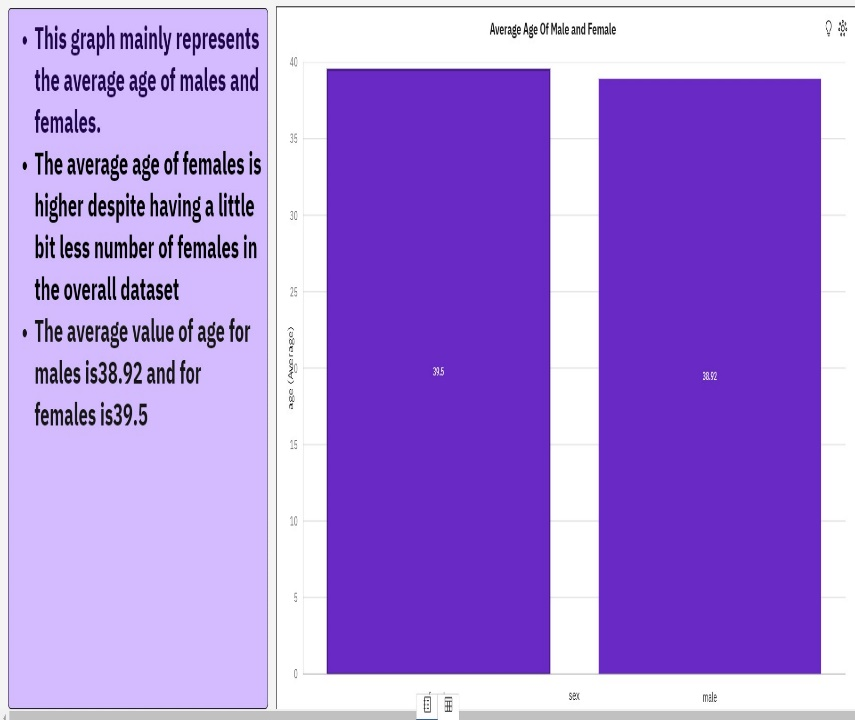 • This graph mainly represents
the average age of males and
females.
• The average age of females is
higher despite having a little
bit less number of females in
the overall dataset
• The average value of age for
males is38.92 and for
females is39.5
Average Age Of Male and Female
40
35
30
25
20
15
10
5
0
age (Average)
39.5
38.92
sex
male